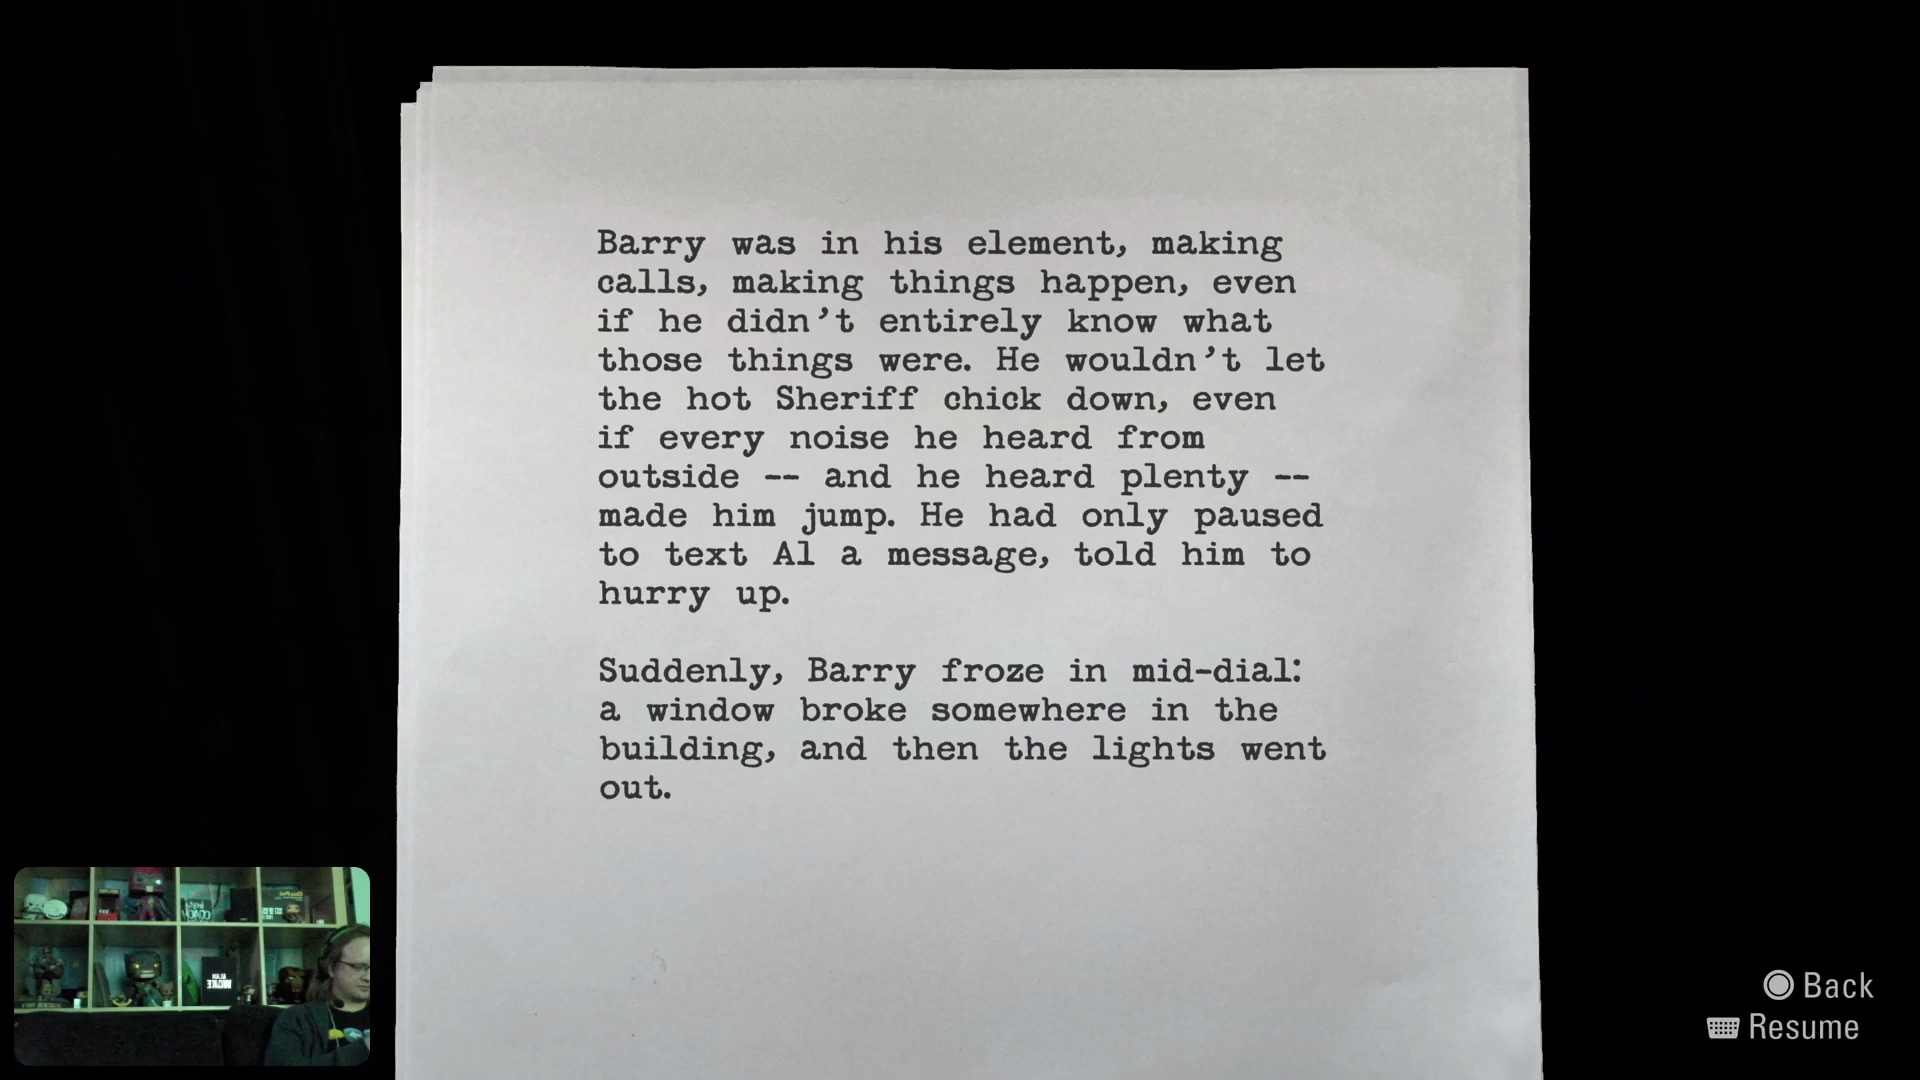 Barry was in his element, making
calls, making things happen, even
if he didn’t entirely know what
those things were. He wouldn’t let
the hot Sheriff chick down, even
if every noise he heard from
outside -- and he heard plenty --
made him jump. He had only paused
to text Al a message, told him to
hurry up.
Suddenly, Barry froze in mid-dial:
a window broke somewhere in the
building, and then the lights went
out.
ALAN
WAKE
Back
Resume